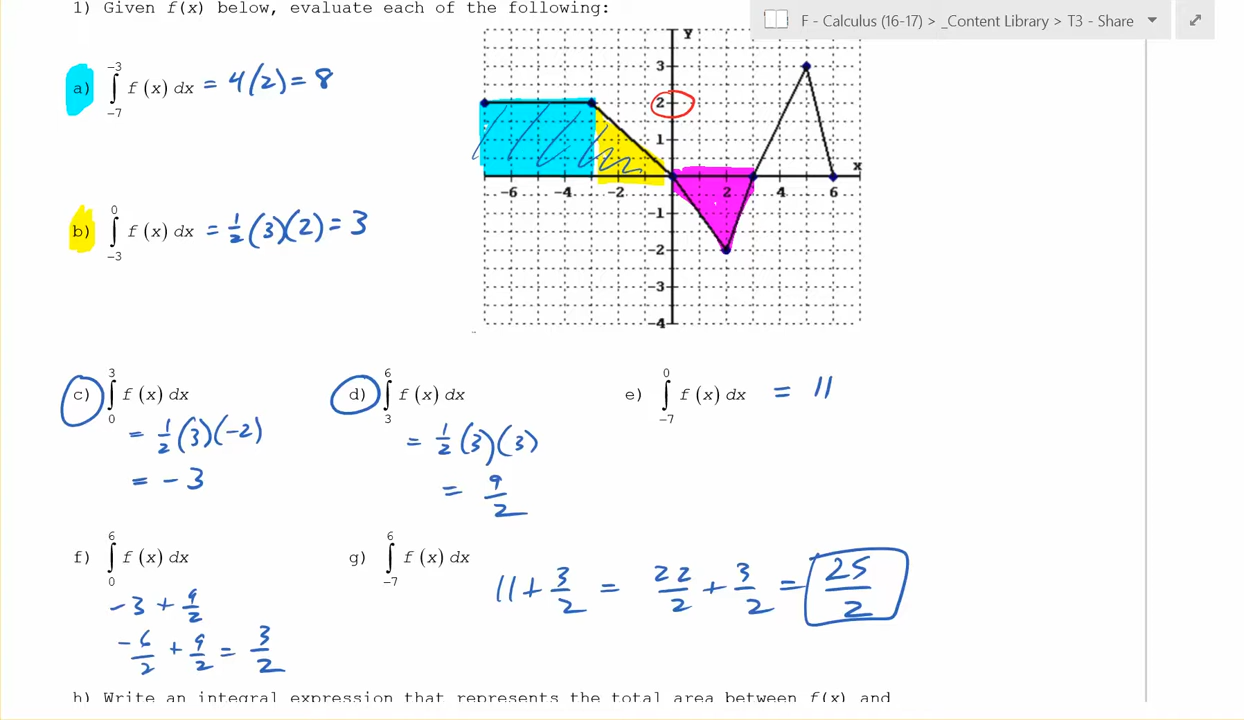 1) Given f(x) below, evaluate each of the following:
F - Calculus (16-17) > _Content Library > T3 - Share
a) ∫_{-7}^{-3} f(x) dx = 4(2) = 8
b) ∫_{-3}^{0} f(x) dx = 1/2 (3)(2) = 3
Y
3
2
1
x
-6 -4 -2 2 4 6
-1
-2
-3
-4
c) ∫_{0}^{3} f(x) dx
= 1/2 (3)(-2)
= -3
d) ∫_{3}^{6} f(x) dx
= 1/2 (3)(3)
= 9/2
e) ∫_{-7}^{0} f(x) dx = 11
f) ∫_{0}^{6} f(x) dx
-3 + 9/2
-6/2 + 9/2 = 3/2
g) ∫_{-7}^{6} f(x) dx 11 + 3/2 = 22/2 + 3/2 = 25/2
h) Write an integral expression that represents the total area between f(x) and